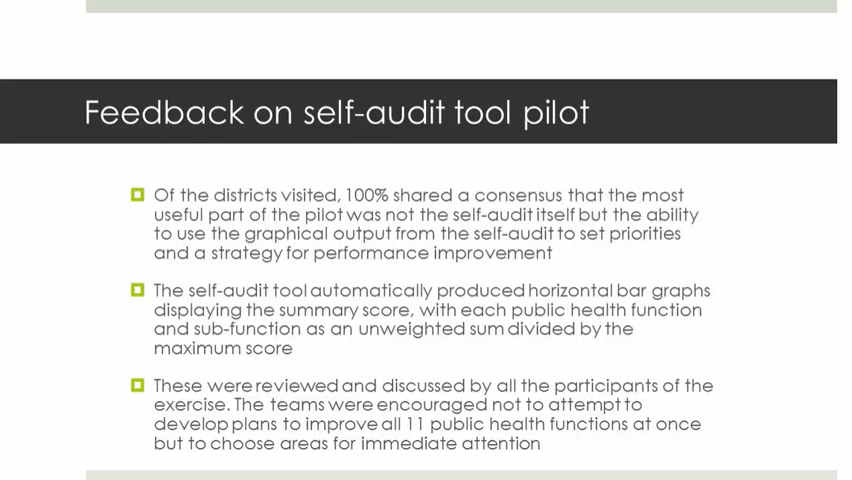 Feedback on self-audit tool pilot
Of the districts visited, 100% shared a consensus that the most
useful part of the pilot was not the self-audit itself but the ability
to use the graphical output from the self-audit to set priorities
and a strategy for performance improvement
The self-audit tool automatically produced horizontal bar graphs
displaying the summary score, with each public health function
and sub-function as an unweighted sum divided by the
maximum score
These were reviewed and discussed by all the participants of the
exercise. The teams were encouraged not to attempt to
develop plans to improve all 11 public health functions at once
but to choose areas for immediate attention